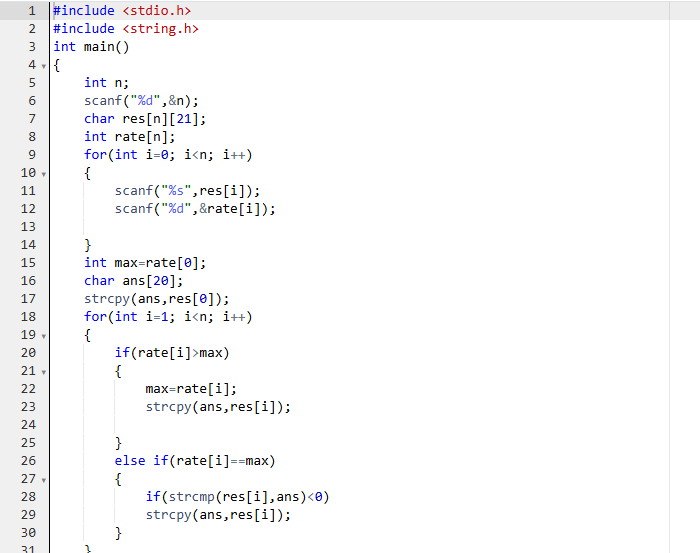 1 #include <stdio.h>
2 #include <string.h>
3 int main()
4 {
5     int n;
6     scanf("%d",&n);
7     char res[n][21];
8     int rate[n];
9     for(int i=0; i<n; i++)
10     {
11         scanf("%s",res[i]);
12         scanf("%d",&rate[i]);
13
14     }
15     int max=rate[0];
16     char ans[20];
17     strcpy(ans,res[0]);
18     for(int i=1; i<n; i++)
19     {
20         if(rate[i]>max)
21         {
22             max=rate[i];
23             strcpy(ans,res[i]);
24
25         }
26         else if(rate[i]==max)
27         {
28             if(strcmp(res[i],ans)<0)
29             strcpy(ans,res[i]);
30         }
31     }